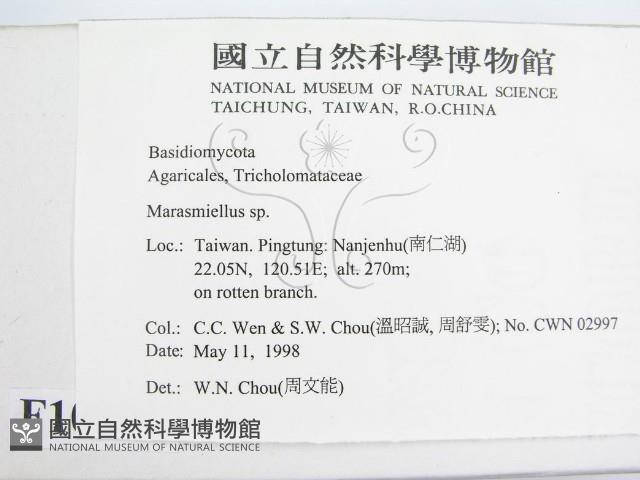 國立自然科學博物館
NATIONAL MUSEUM OF NATURAL SCIENCE
TAICHUNG, TAIWAN, R.O.CHINA
Basidiomycota
Agaricales, Tricholomataceae
Marasmiellus sp.
Loc.: Taiwan. Pingtung: Nanjenhu(南仁湖)
22.05N, 120.51E; alt. 270m;
on rotten branch.
Col.: C.C. Wen & S.W. Chou(溫昭誠, 周舒雯); No. CWN 02997
Date: May 11, 1998
Det.: W.N. Chou(周文能)
國立自然科學博物館
NATIONAL MUSEUM OF NATURAL SCIENCE